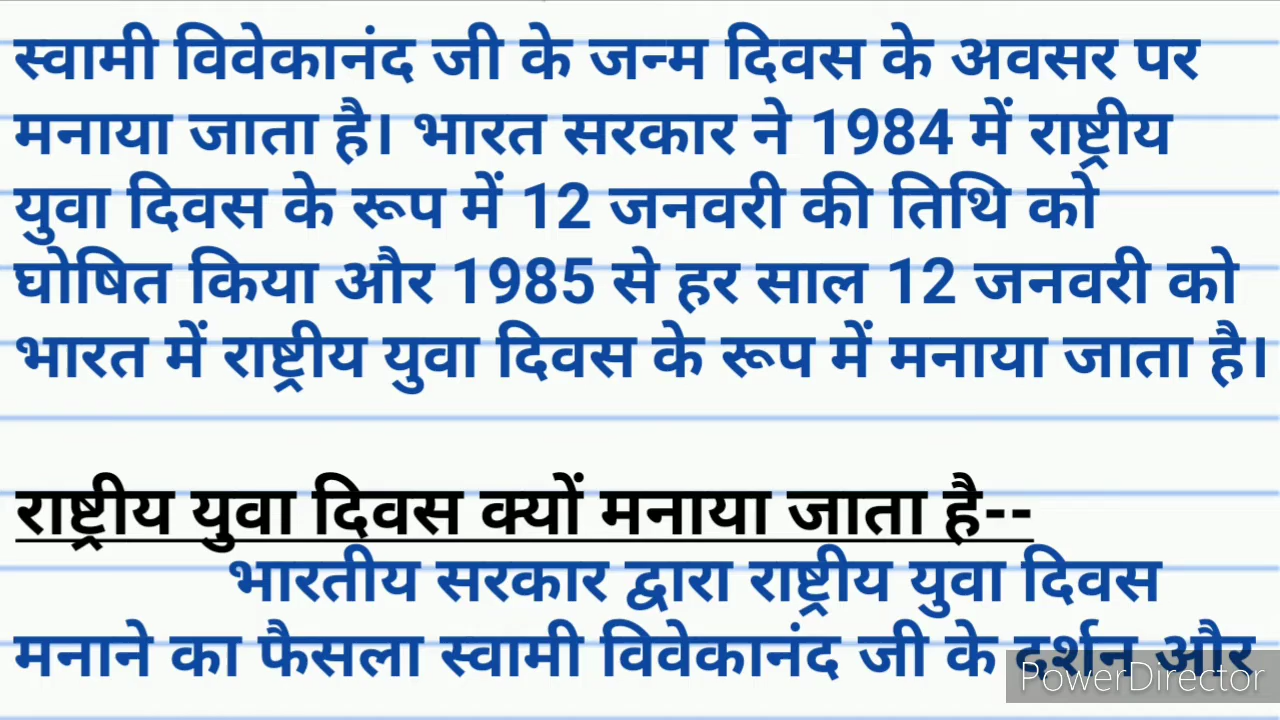 स्वामी विवेकानंद जी के जन्म दिवस के अवसर पर
मनाया जाता है। भारत सरकार ने 1984 में राष्ट्रीय
युवा दिवस के रूप में 12 जनवरी की तिथि को
घोषित किया और 1985 से हर साल 12 जनवरी को
भारत में राष्ट्रीय युवा दिवस के रूप में मनाया जाता है।
राष्ट्रीय युवा दिवस क्यों मनाया जाता है--
भारतीय सरकार द्वारा राष्ट्रीय युवा दिवस
मनाने का फैसला स्वामी विवेकानंद जी के दर्शन और
PowerDirector